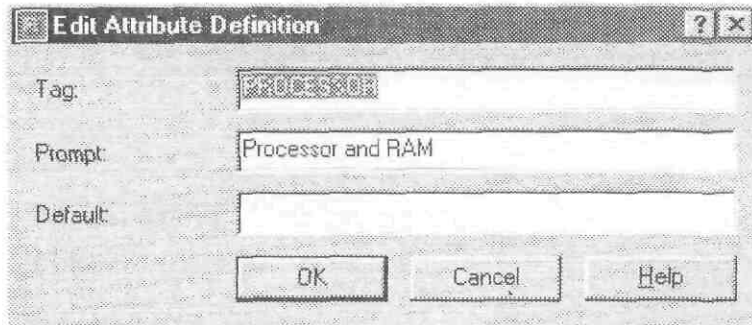 Edit Attribute Definition ? ×
Tag: PROCESSOR
Prompt: Processor and RAM
Default:
OK Cancel Help